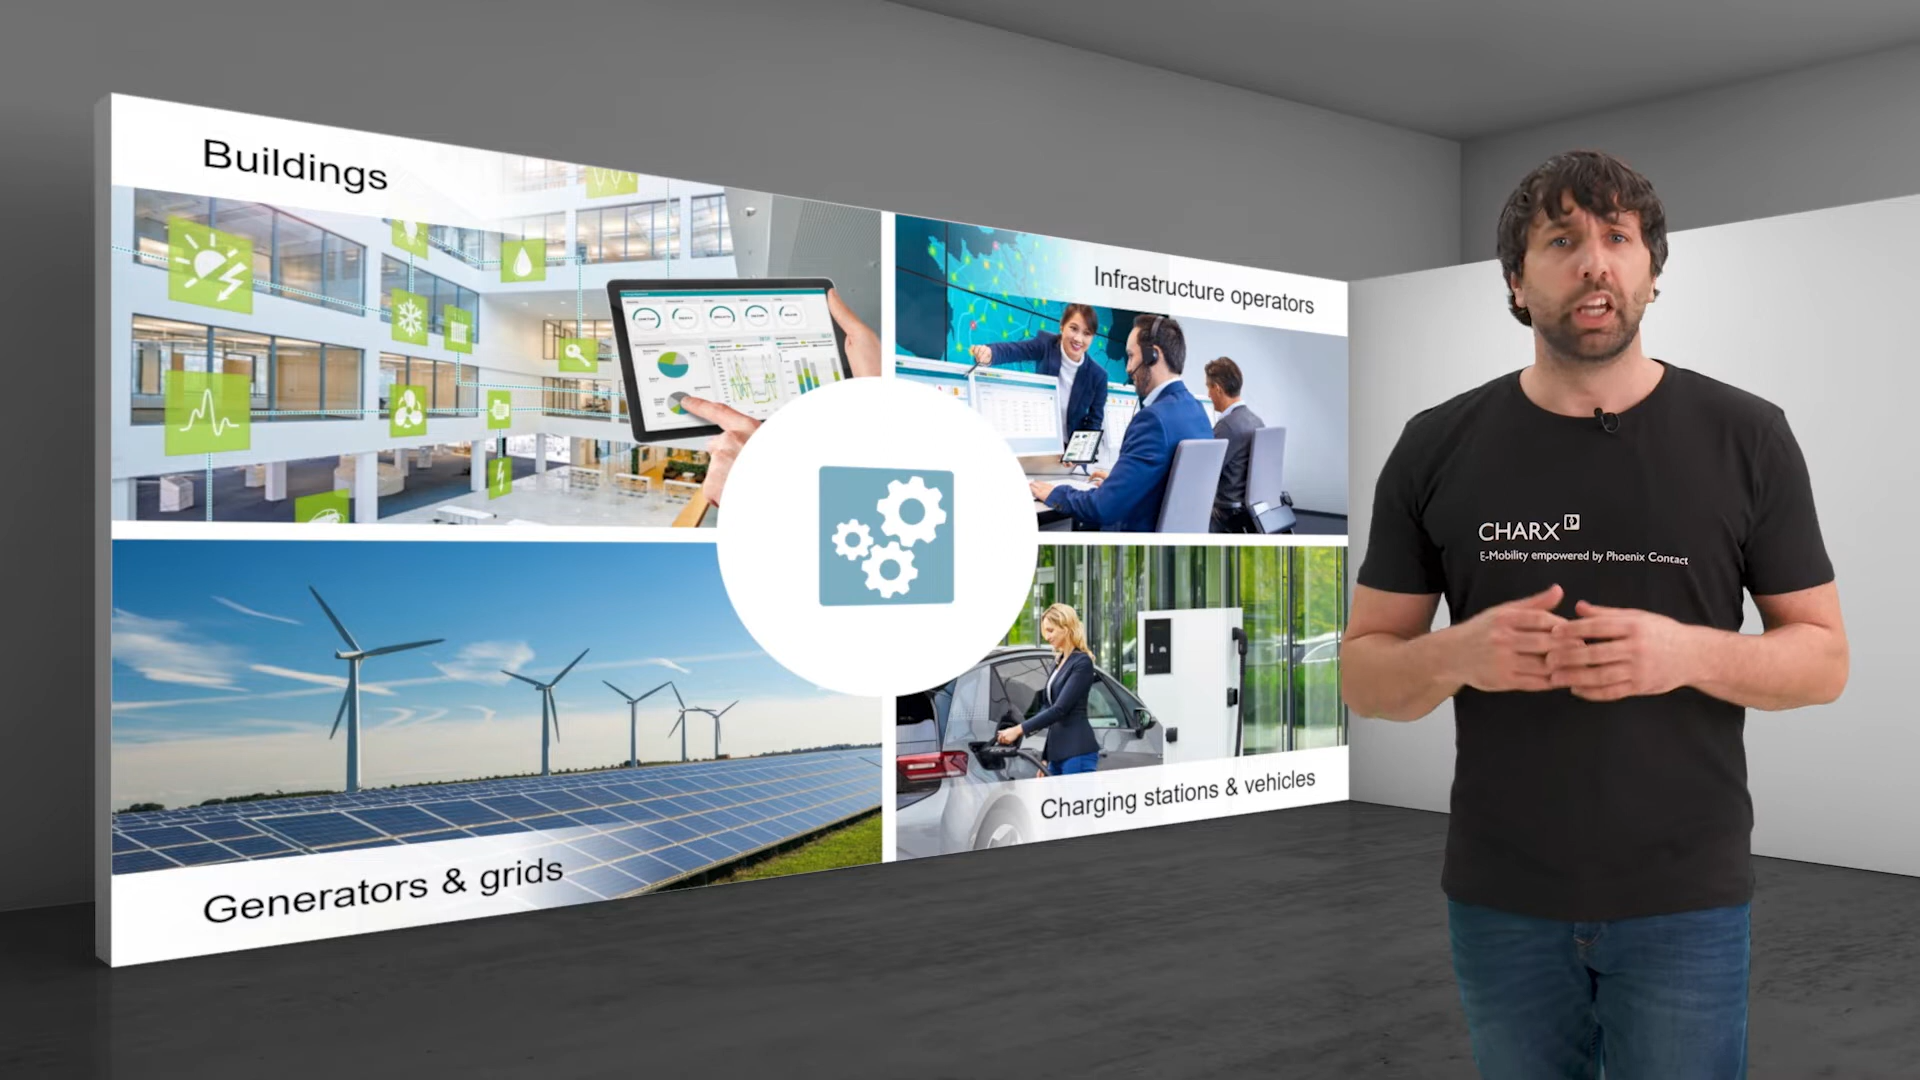 Buildings
Infrastructure operators
Generators & grids
Charging stations & vehicles
CHARX
E-Mobility empowered by Phoenix Contact